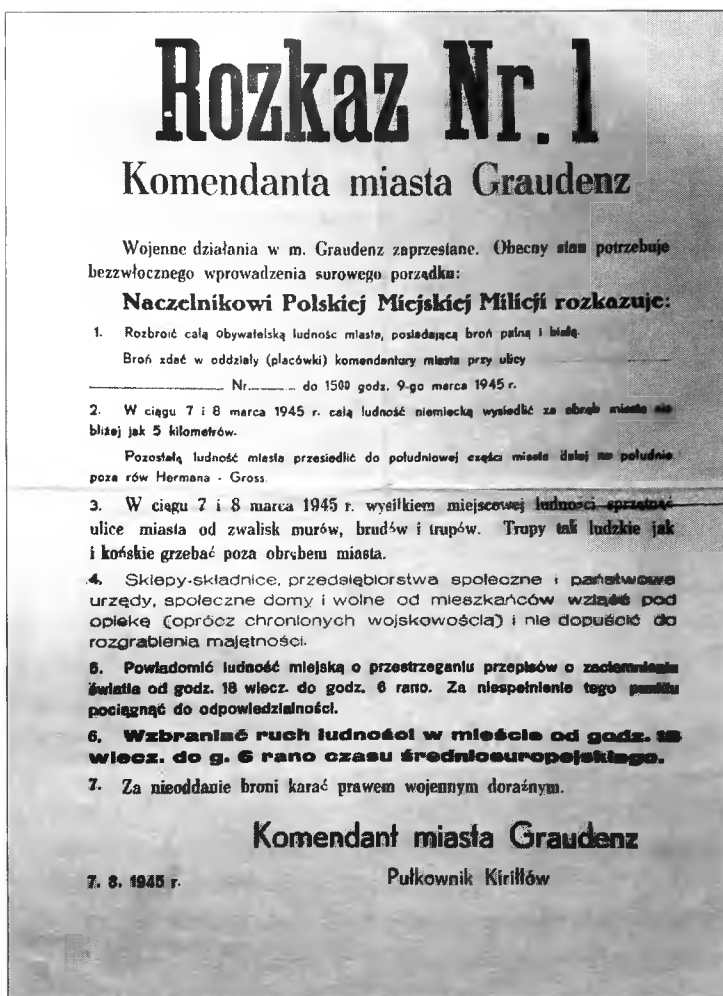 Rozkaz Nr. 1
Komendanta miasta Graudenz
Wojenne działania w m. Graudenz zaprzestane. Obecny stan potrzebuje
bezzwłocznego wprowadzenia surowego porządku:
Naczelnikowi Polskiej Miejskiej Milicji rozkazuje:
1. Rozbroić całą obywatelską ludnośc miasta, posiadającą broń palną i białą.
Broń zdać w oddziały (placówki) komendantury miasta przy ulicy
Nr. do 1500 godz. 9-go marca 1945 r.
2. W ciągu 7 i 8 marca 1945 r. całą ludność niemiecką wysiedlić za obręb miasta nie
bliżej jak 5 kilometrów.
Pozostałę ludność miasta przesiedlić do południowej części miasta dalej na południe
poza rów Hermana - Gross.
3. W ciągu 7 i 8 marca 1945 r. wysiłkiem miejscowej ludności sprzątnąć
ulice miasta od zwalisk murów, brudów i trupów. Trupy tak ludzkie jak
i końskie grzebać poza obrębem miasta.
4. Sklepy-składnice, przedsiębiorstwa społeczne i państwowe
urzędy, społeczne domy i wolne od mieszkańców wziąść pod
opiekę (oprócz chronionych wojskowością) i nie dopuścić do
rozgrabienia majętności.
5. Powiadomić ludność miejską o przestrzeganiu przepisów o zaciemnieniu
światła od godz. 18 wiecz. do godz. 6 rano. Za niespełnienie tego punktu
pociągnąć do odpowiedzialności.
6. Wzbraniać ruch ludności w mieście od godz. 18
wiecz. do g. 6 rano czasu średnioeuropejskiego.
7. Za nieoddanie broni karać prawem wojennym doraźnym.
Komendant miasta Graudenz
7. 3. 1945 r. Pułkownik Kiriłłów